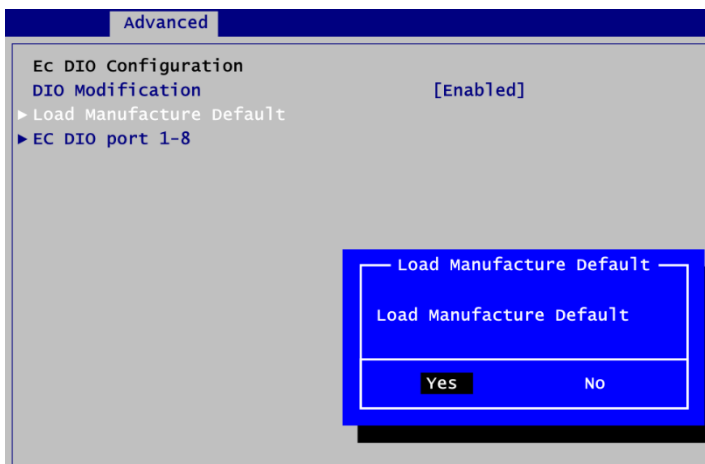 Advanced
Ec DIO Configuration
DIO Modification [Enabled]
Load Manufacture Default
EC DIO port 1-8
Load Manufacture Default
Load Manufacture Default
Yes No